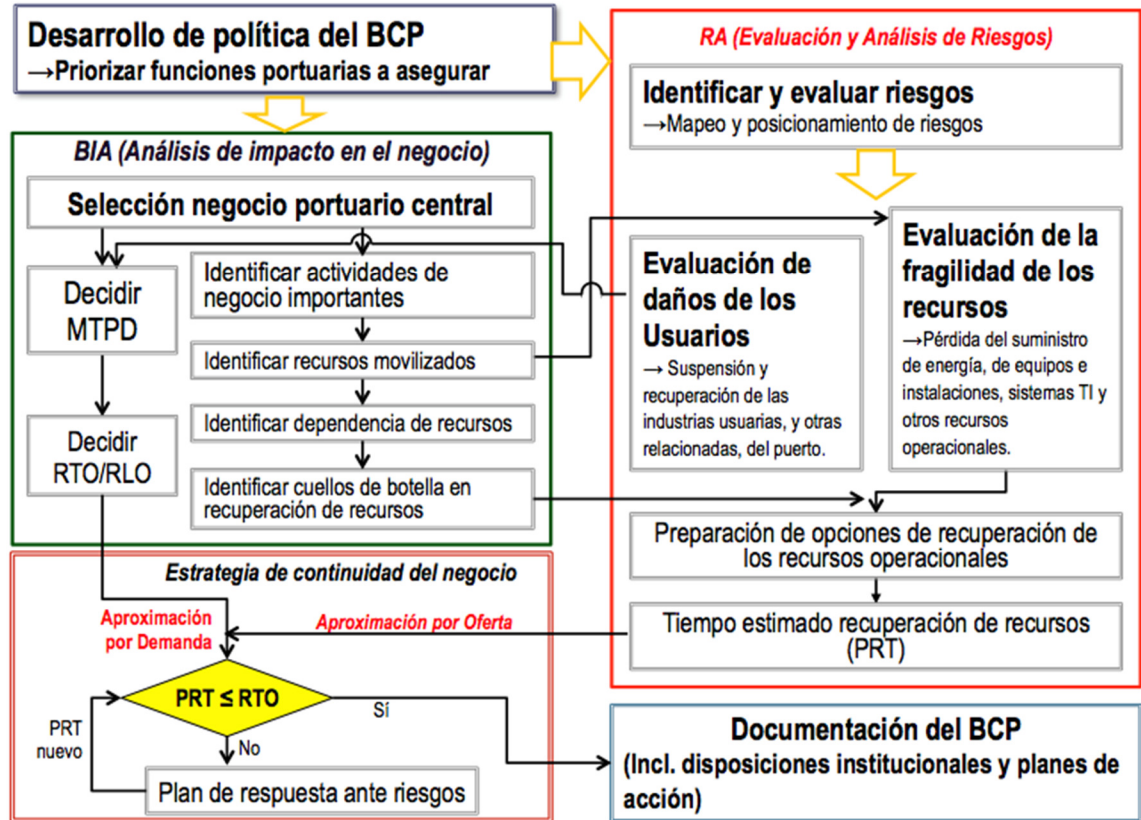 Desarrollo de política del BCP
→Priorizar funciones portuarias a asegurar
BIA (Análisis de impacto en el negocio)
Selección negocio portuario central
Decidir
MTPD
Decidir
RTO/RLO
Identificar actividades de
negocio importantes
Identificar recursos movilizados
Identificar dependencia de recursos
Identificar cuellos de botella en
recuperación de recursos
RA (Evaluación y Análisis de Riesgos)
Identificar y evaluar riesgos
→Mapeo y posicionamiento de riesgos
Evaluación de
daños de los
Usuarios
→ Suspensión y
recuperación de las
industrias usuarias, y otras
relacionadas, del puerto.
Evaluación de la
fragilidad de los
recursos
→Pérdida del suministro
de energía, de equipos e
instalaciones, sistemas TI y
otros recursos
operacionales.
Preparación de opciones de recuperación de
los recursos operacionales
Tiempo estimado recuperación de recursos
(PRT)
Estrategia de continuidad del negocio
Aproximación
por Demanda
Aproximación por Oferta
PRT ≤ RTO
Sí
No
PRT
nuevo
Plan de respuesta ante riesgos
Documentación del BCP
(Incl. disposiciones institucionales y planes de
acción)